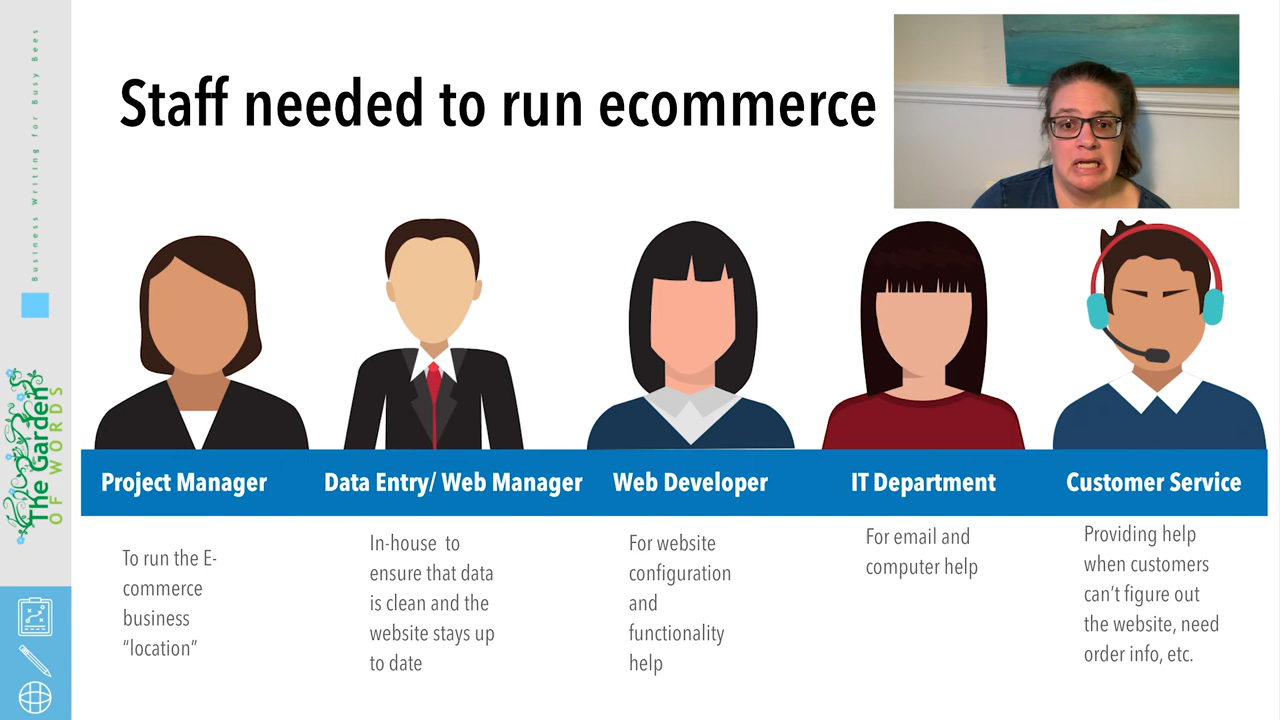 Business Writing for Busy Bees
The Garden
OF WORDS
Staff needed to run ecommerce
Project Manager
To run the E-
commerce
business
“location”
Data Entry/ Web Manager
In-house to
ensure that data
is clean and the
website stays up
to date
Web Developer
For website
configuration
and
functionality
help
IT Department
For email and
computer help
Customer Service
Providing help
when customers
can’t figure out
the website, need
order info, etc.